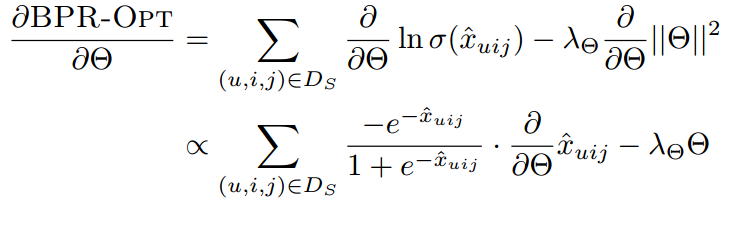 ∂BPR-OPT/∂Θ = ∑_{(u,i,j)∈D_S} ∂/∂Θ ln σ(x̂_{uij}) − λ_Θ ∂/∂Θ ||Θ||²
∝ ∑_{(u,i,j)∈D_S} −e^{−x̂_{uij}}/(1 + e^{−x̂_{uij}}) · ∂/∂Θ x̂_{uij} − λ_Θ Θ